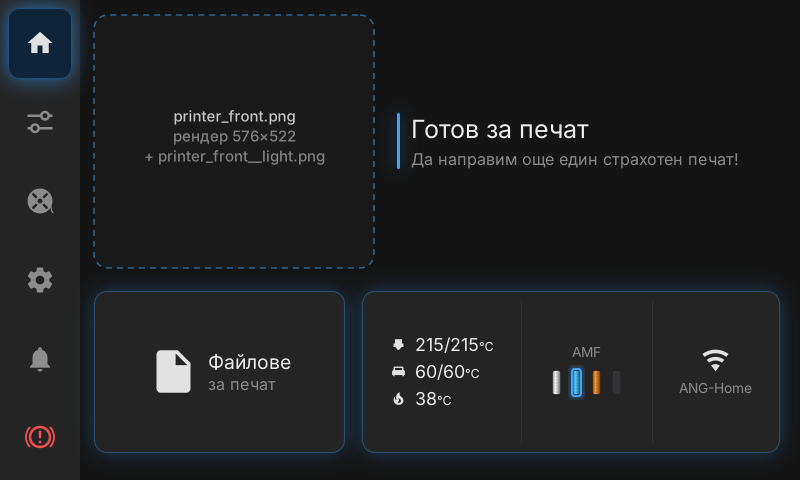 printer_front.png
рендер 576×522
+ printer_front__light.png
Готов за печат
Да направим още един страхотен печат!
Файлове
за печат
215/215°C
60/60°C
38°C
AMF
ANG-Home